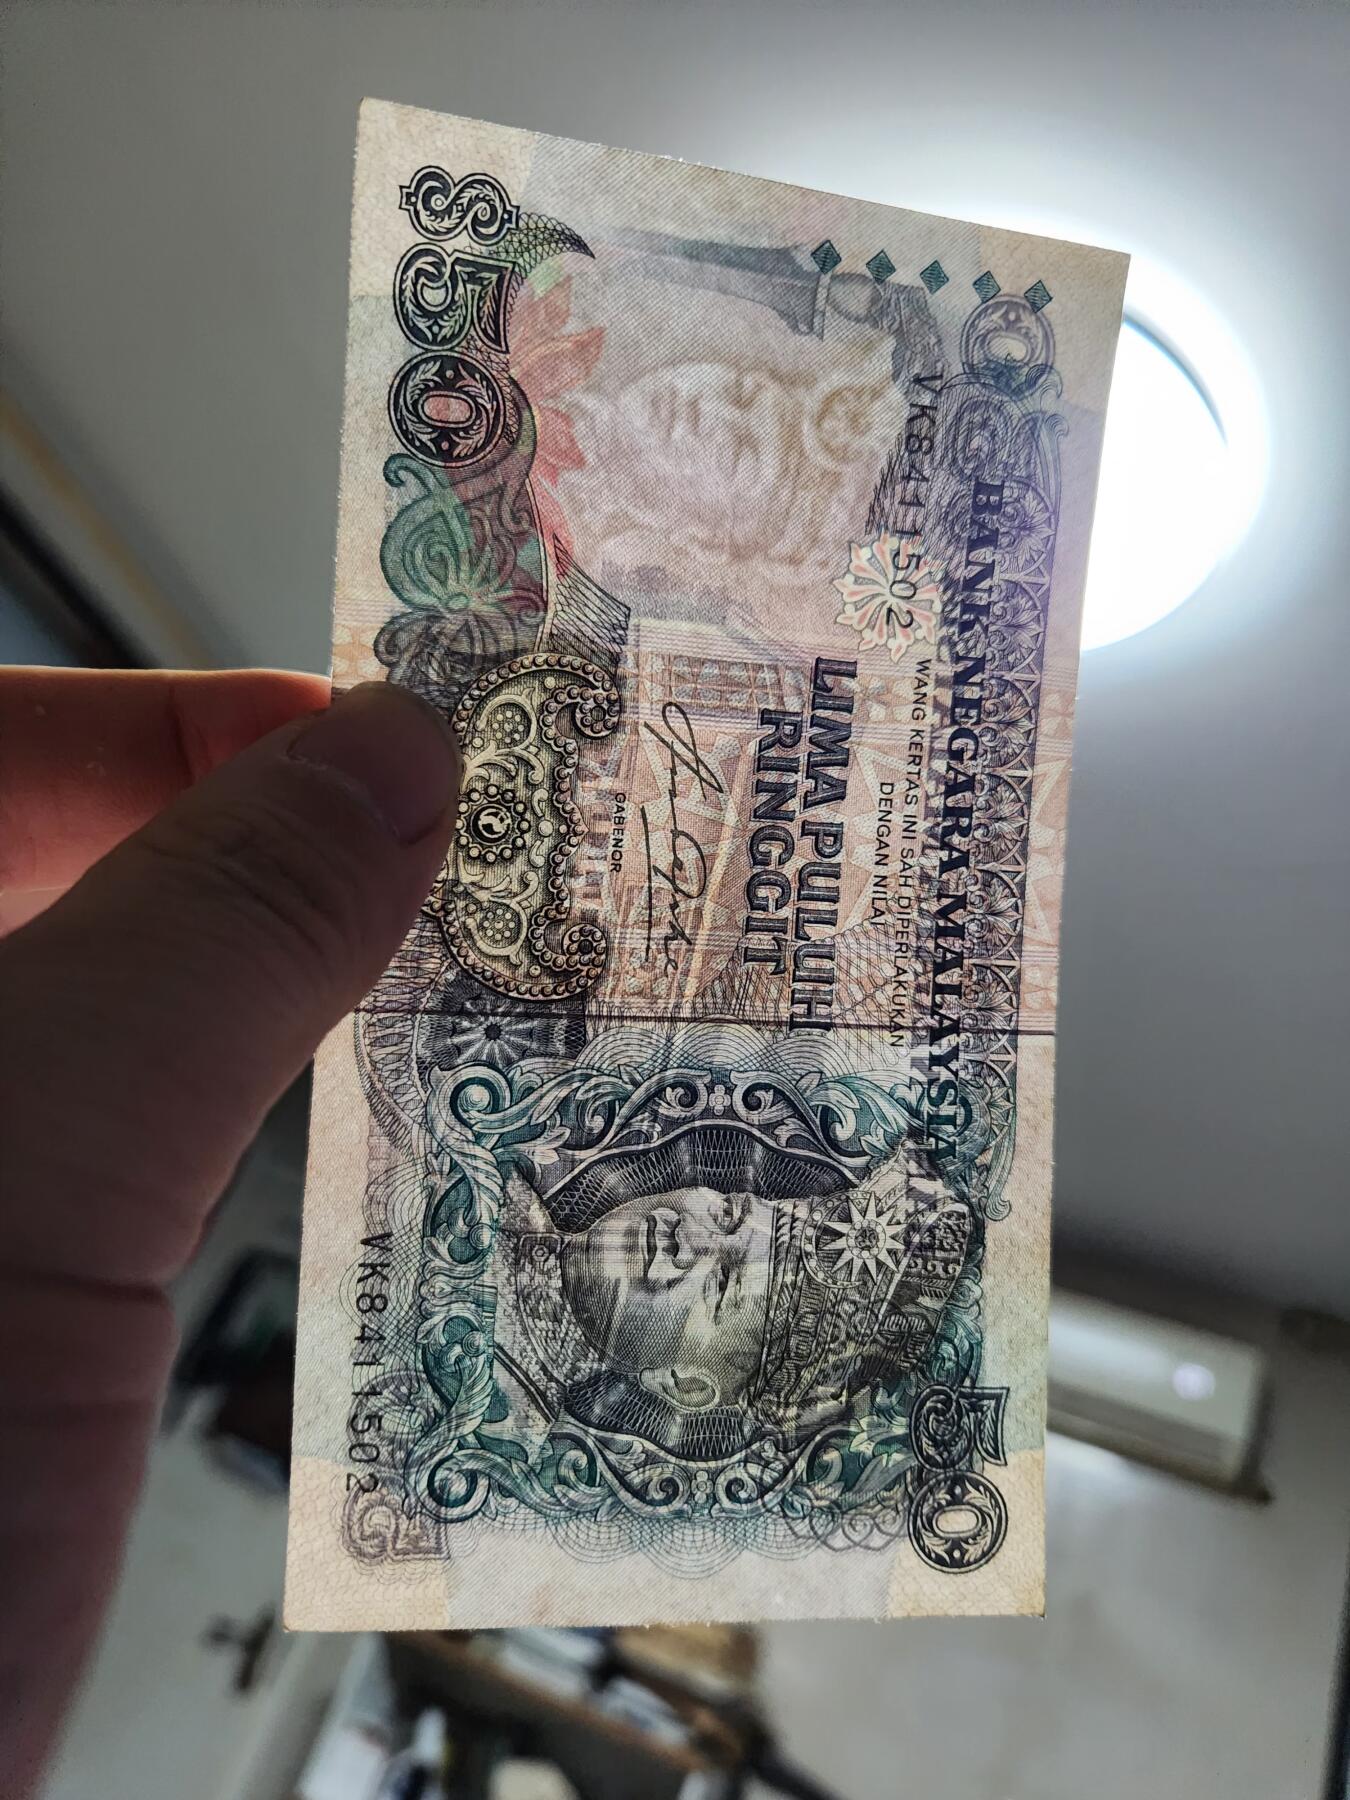 $50
BANK NEGARA MALAYSIA
VK8411502
WANG KERTAS INI SAH DIPERLAKUKAN
DENGAN NILAI
LIMA PULUH
RINGGIT
GABENOR
50
VK8411502